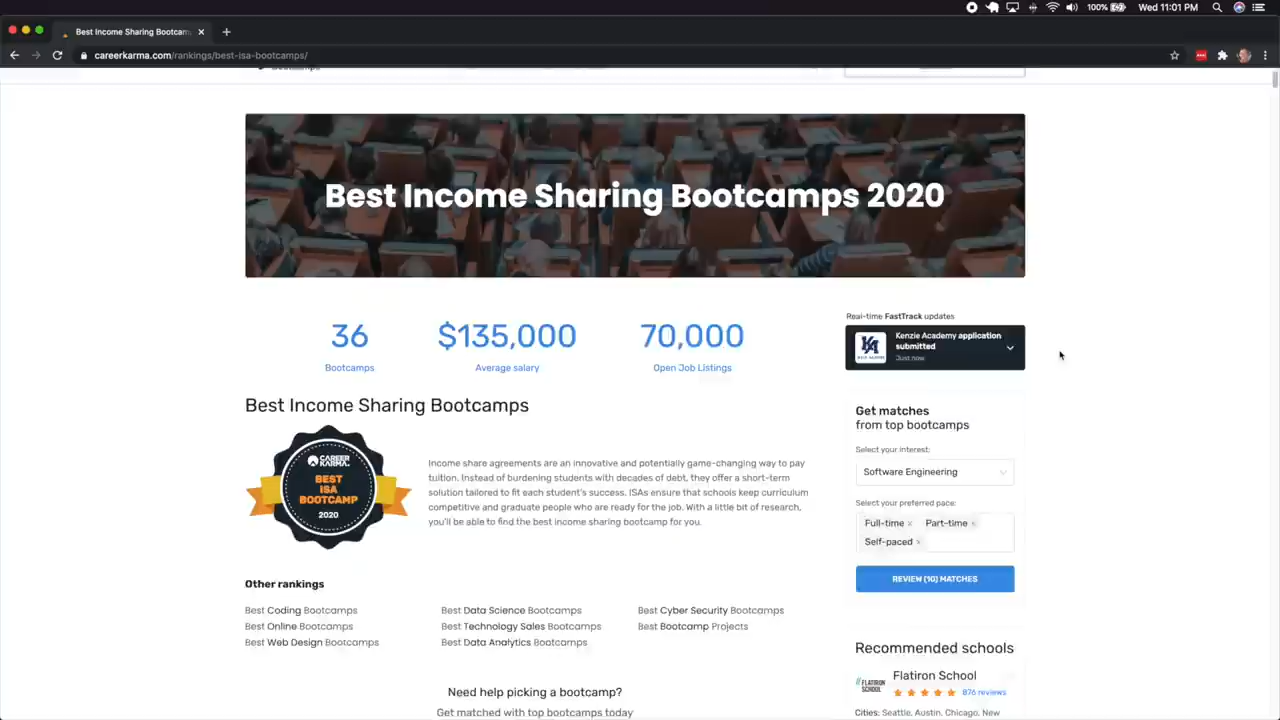 100%
Wed 11:01 PM
Best Income Sharing Bootcam
careerkarma.com/rankings/best-isa-bootcamps/
Best Income Sharing Bootcamps 2020
36
Bootcamps
$135,000
Average salary
70,000
Open Job Listings
Best Income Sharing Bootcamps
CAREER
KARMA
BEST
ISA
BOOTCAMP
2020
Income share agreements are an innovative and potentially game-changing way to pay
tuition. Instead of burdening students with decades of debt, they offer a short-term
solution tailored to fit each student's success. ISAs ensure that schools keep curriculum
competitive and graduate people who are ready for the job. With a little bit of research,
you'll be able to find the best income sharing bootcamp for you.
Other rankings
Best Coding Bootcamps
Best Online Bootcamps
Best Web Design Bootcamps
Best Data Science Bootcamps
Best Technology Sales Bootcamps
Best Data Analytics Bootcamps
Best Cyber Security Bootcamps
Best Bootcamp Projects
Need help picking a bootcamp?
Get matched with top bootcamps today
Real-time FastTrack updates
KA
Kenzie Academy application
submitted
Just now
Get matches
from top bootcamps
Select your interest:
Software Engineering
Select your preferred pace:
Full-time × Part-time ×
Self-paced ×
REVIEW (10) MATCHES
Recommended schools
FLATIRON
SCHOOL
Flatiron School
876 reviews
Cities: Seattle, Austin, Chicago, New